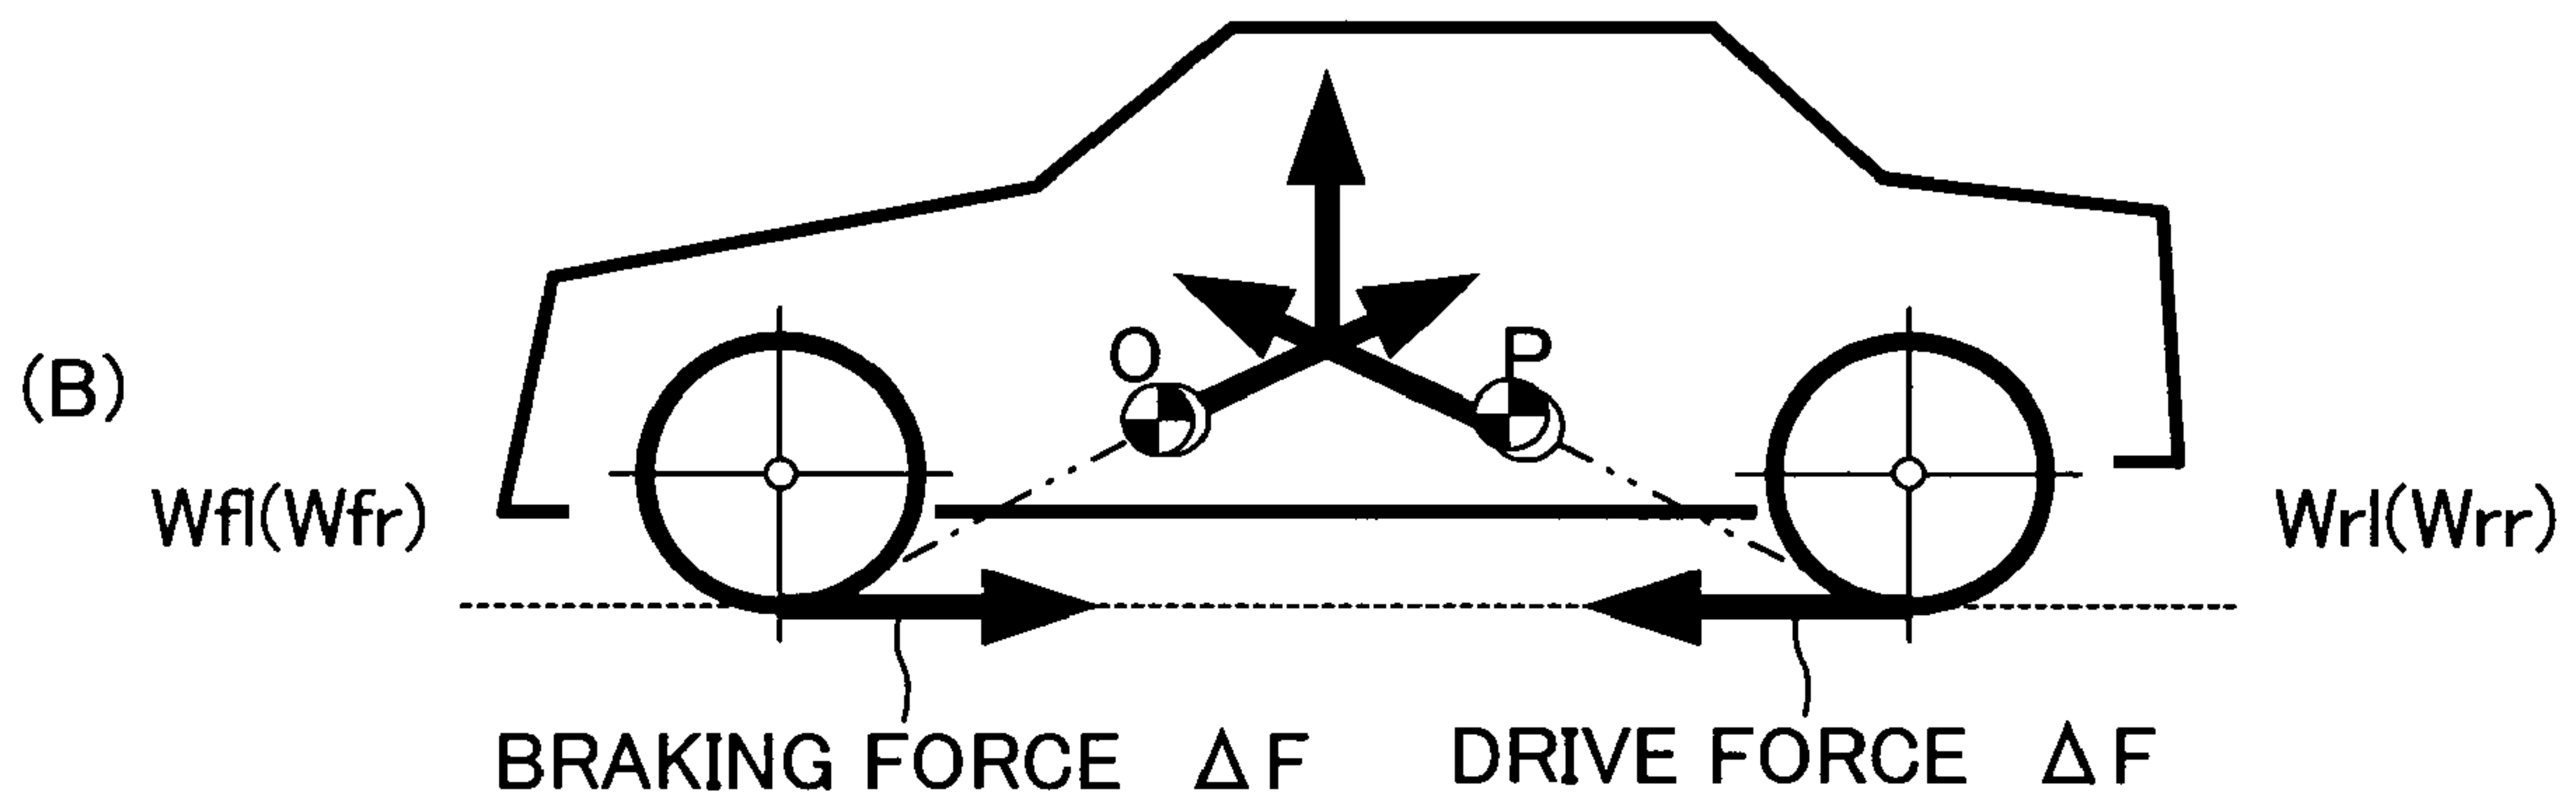 O
P
(B)
Wfl(Wfr)
Wrl(Wrr)
BRAKING FORCE ΔF
DRIVE FORCE ΔF